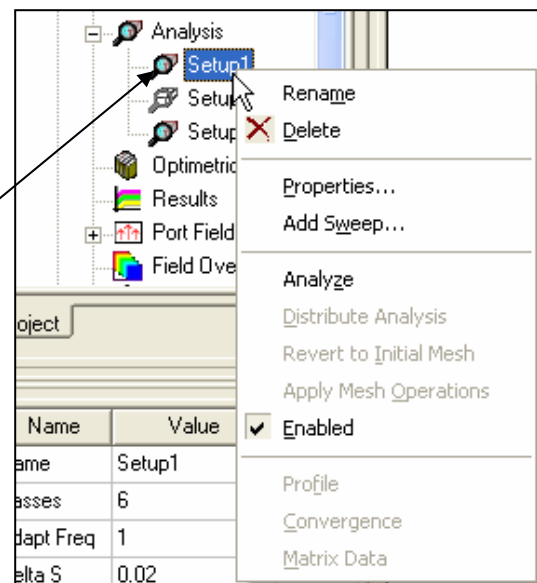 Analysis
Setup1
Setup
Setup
Optimetric
Results
Port Field
Field Ove
Rename
Delete
Properties...
Add Sweep...
Analyze
Distribute Analysis
Revert to Initial Mesh
Apply Mesh Operations
Enabled
Profile
Convergence
Matrix Data
oject
Name Value
ame Setup1
asses 6
dapt Freq 1
elta S 0.02